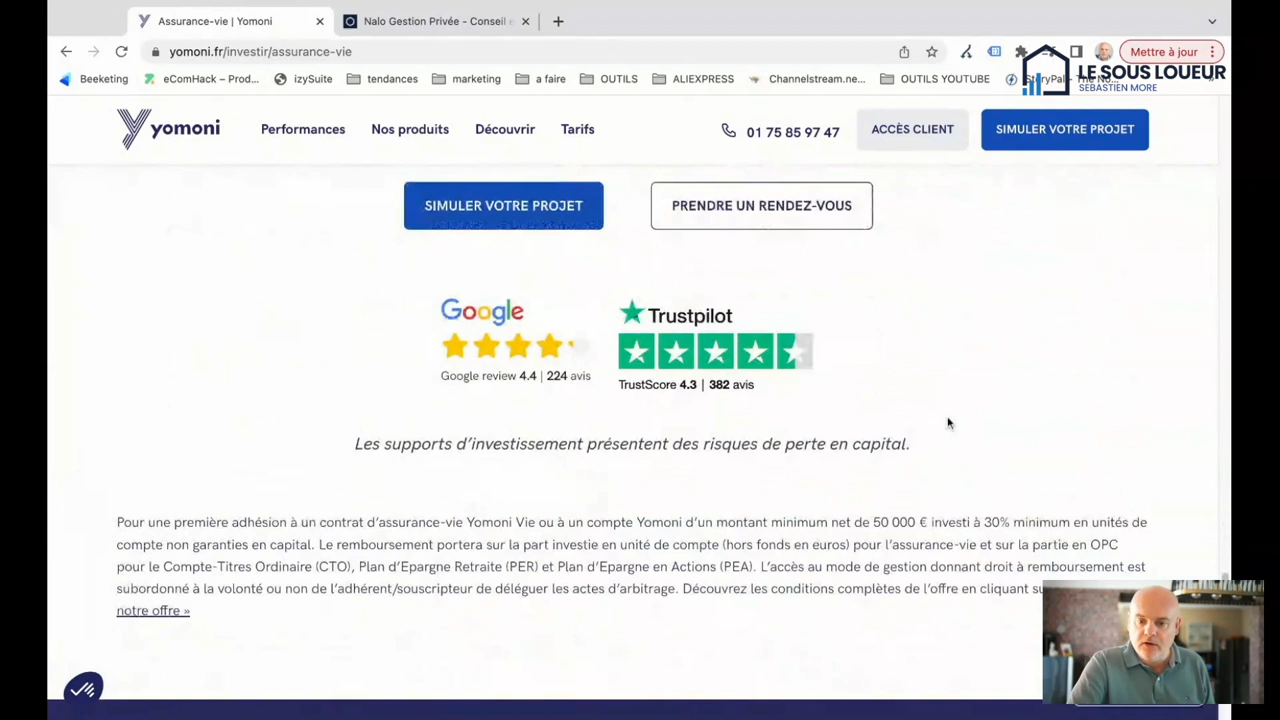 Assurance-vie | Yomoni
Nalo Gestion Privée - Conseil e
yomoni.fr/investir/assurance-vie
Mettre à jour
Beeketing
eComHack – Prod...
izySuite
tendances
marketing
a faire
OUTILS
ALIEXPRESS
Channelstream.ne...
OUTILS YOUTUBE
LE SOUS LOUEUR
SEBASTIEN MORE
yomoni
Performances
Nos produits
Découvrir
Tarifs
01 75 85 97 47
ACCÈS CLIENT
SIMULER VOTRE PROJET
SIMULER VOTRE PROJET
PRENDRE UN RENDEZ-VOUS
Google
Trustpilot
Google review 4.4 | 224 avis
TrustScore 4.3 | 382 avis
Les supports d'investissement présentent des risques de perte en capital.
Pour une première adhésion à un contrat d'assurance-vie Yomoni Vie ou à un compte Yomoni d'un montant minimum net de 50 000 € investi à 30% minimum en unités de
compte non garanties en capital. Le remboursement portera sur la part investie en unité de compte (hors fonds en euros) pour l'assurance-vie et sur la partie en OPC
pour le Compte-Titres Ordinaire (CTO), Plan d'Epargne Retraite (PER) et Plan d'Epargne en Actions (PEA). L'accès au mode de gestion donnant droit à remboursement est
subordonné à la volonté ou non de l'adhérent/souscripteur de déléguer les actes d'arbitrage. Découvrez les conditions complètes de l'offre en cliquant su
notre offre »